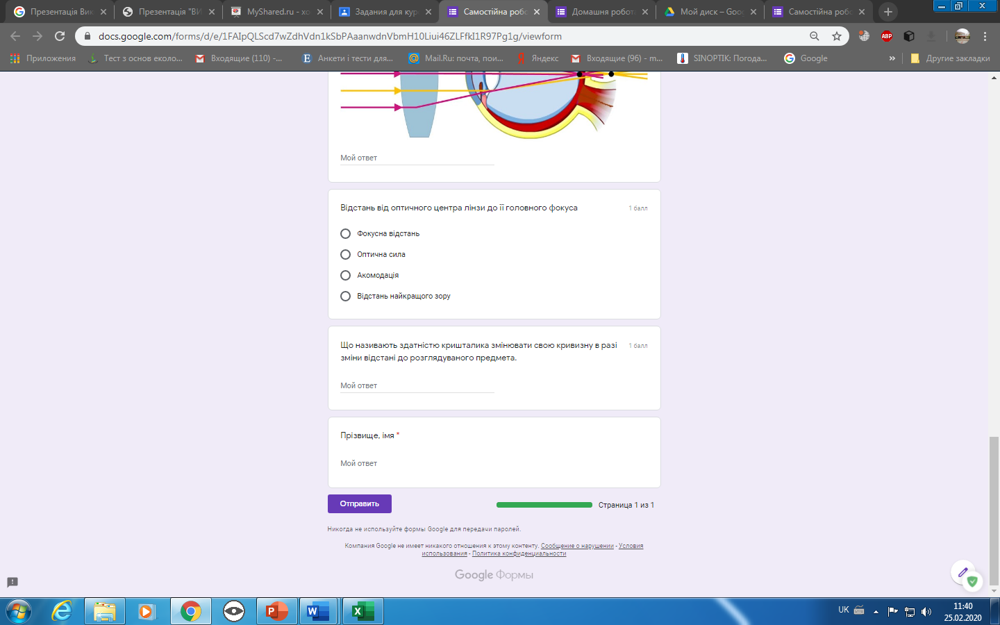 Презентація Вик
Презентація "ВИ
MyShared.ru - хо
Задания для кур
Самостійна робо
Домашня робота
Мой диск – Goog
Самостійна робо
docs.google.com/forms/d/e/1FAIpQLScd7wZdhVdn1kSbPAaanwdnVbmH10Liui46ZLFfkI1R97Pg1g/viewform
Приложения
Тест з основ еколо...
Входящие (110) -...
Анкети і тести для...
Mail.Ru: почта, пои...
Яндекс
Входящие (96) - m...
SINOPTIK: Погода...
Google
»
Другие закладки
Мой ответ
Відстань від оптичного центра лінзи до її головного фокуса
1 балл
Фокусна відстань
Оптична сила
Акомодація
Відстань найкращого зору
Що називають здатністю кришталика змінювати свою кривизну в разі
1 балл
зміни відстані до розглядуваного предмета.
Мой ответ
Прізвище, імя *
Мой ответ
Отправить
Страница 1 из 1
Никогда не используйте формы Google для передачи паролей.
Компания Google не имеет никакого отношения к этому контенту. Сообщение о нарушении - Условия
использования - Политика конфиденциальности
Google Формы
UK
11:40
25.02.2020